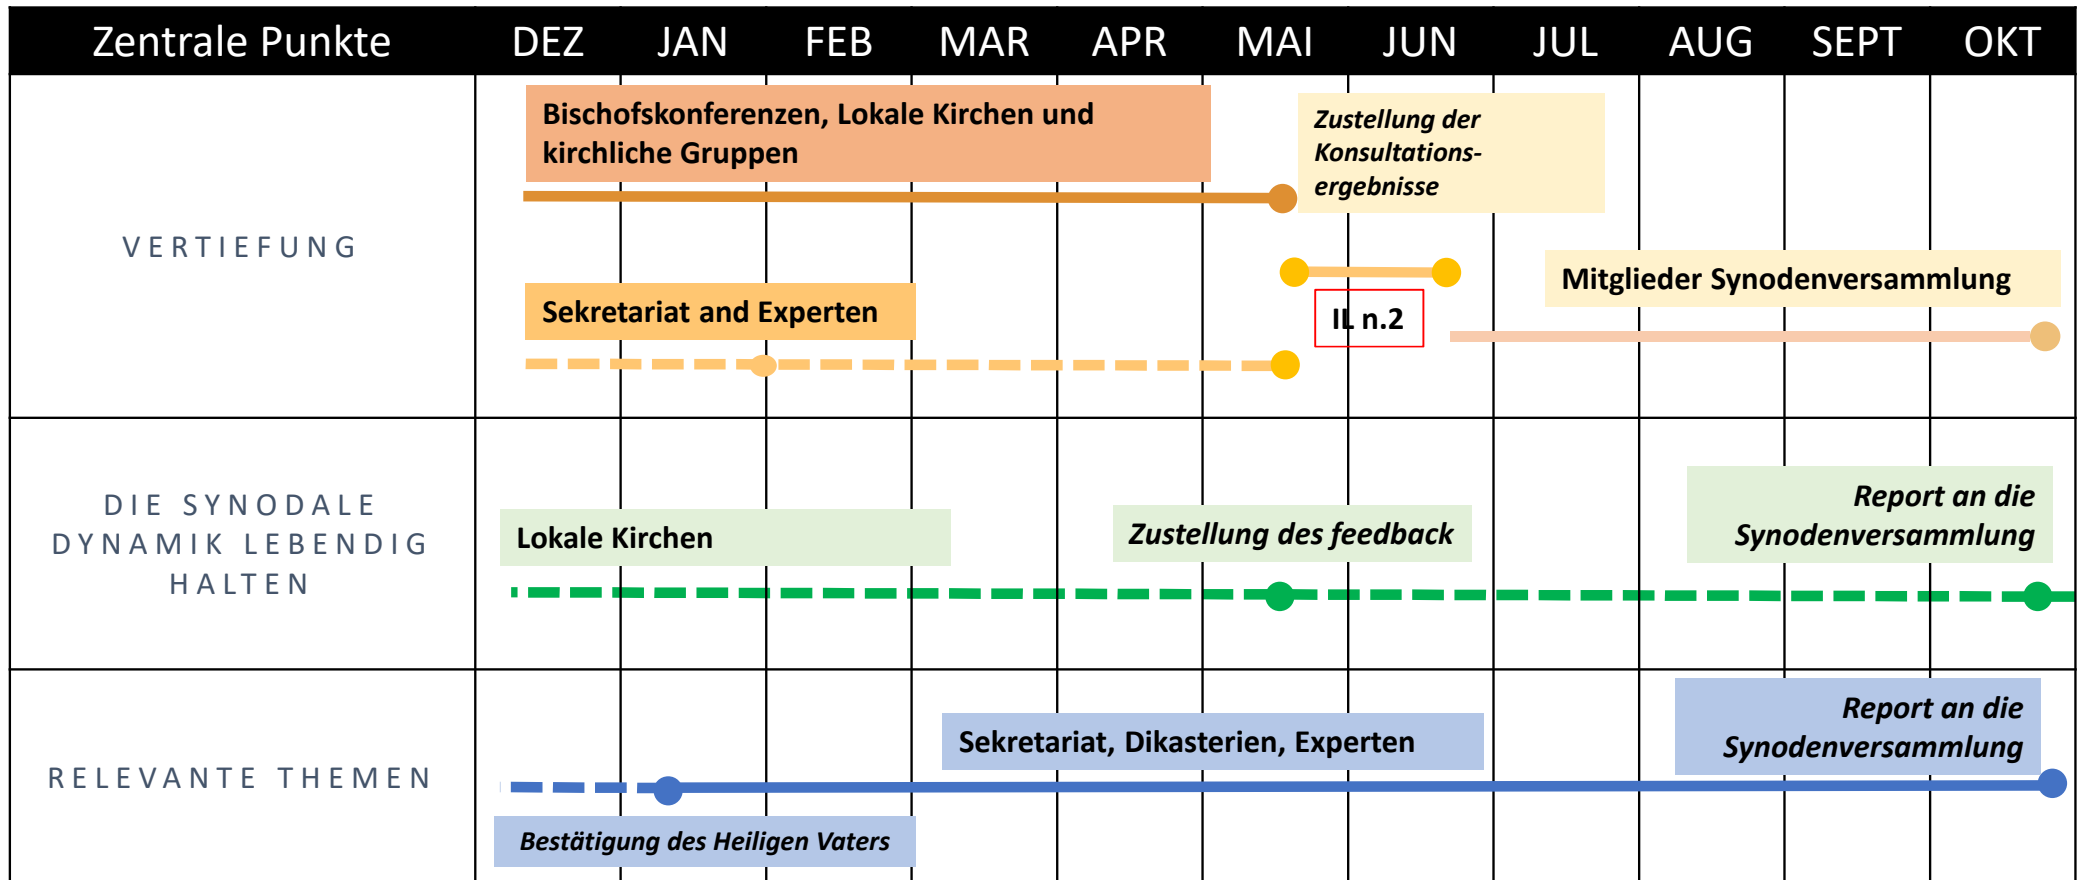 Zentrale Punkte DEZ JAN FEB MAR APR MAI JUN JUL AUG SEPT OKT
VERTIEFUNG
Bischofskonferenzen, Lokale Kirchen und
kirchliche Gruppen
Zustellung der
Konsultations-
ergebnisse
Sekretariat and Experten
IL n.2
Mitglieder Synodenversammlung
DIE SYNODALE
DYNAMIK LEBENDIG
HALTEN
Lokale Kirchen
Zustellung des feedback
Report an die
Synodenversammlung
RELEVANTE THEMEN
Sekretariat, Dikasterien, Experten
Report an die
Synodenversammlung
Bestätigung des Heiligen Vaters